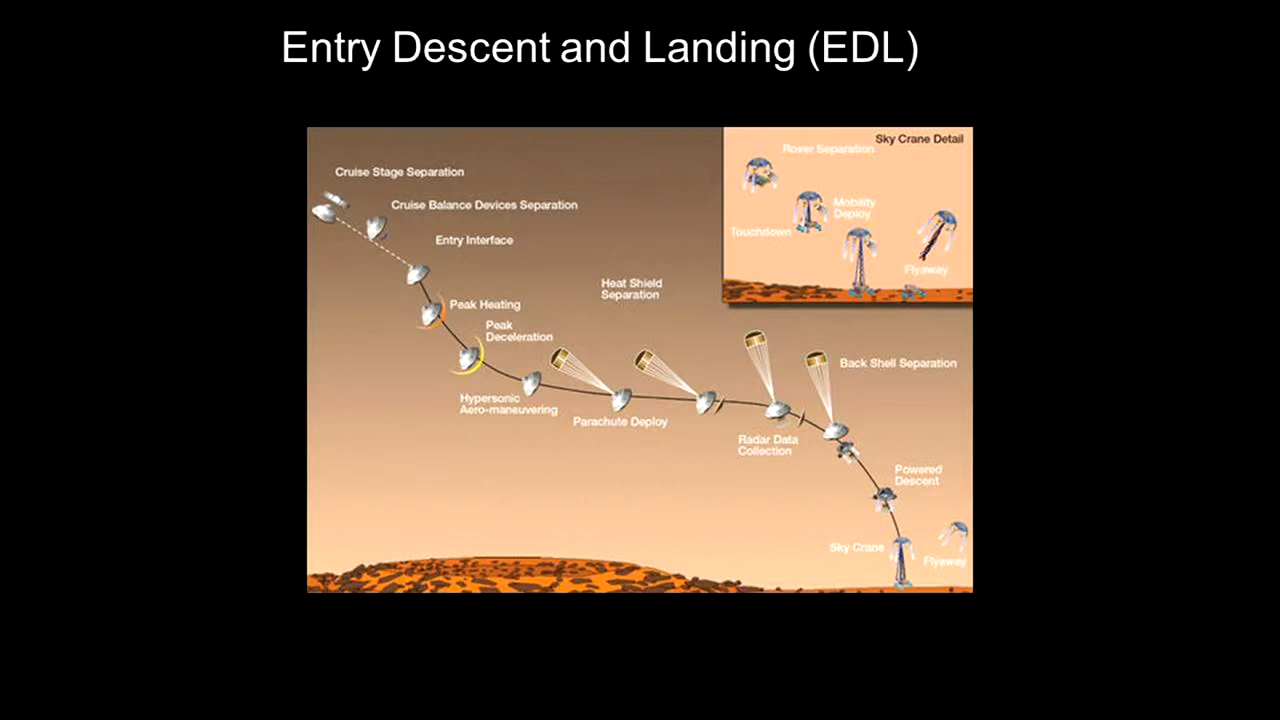 Entry Descent and Landing (EDL)
Sky Crane Detail
Rover Separation
Mobility
Deploy
Touchdown
Flyaway
Cruise Stage Separation
Cruise Balance Devices Separation
Entry Interface
Heat Shield
Separation
Peak Heating
Peak
Deceleration
Back Shell Separation
Hypersonic
Aero-maneuvering
Parachute Deploy
Radar Data
Collection
Powered
Descent
Sky Crane
Flyaway